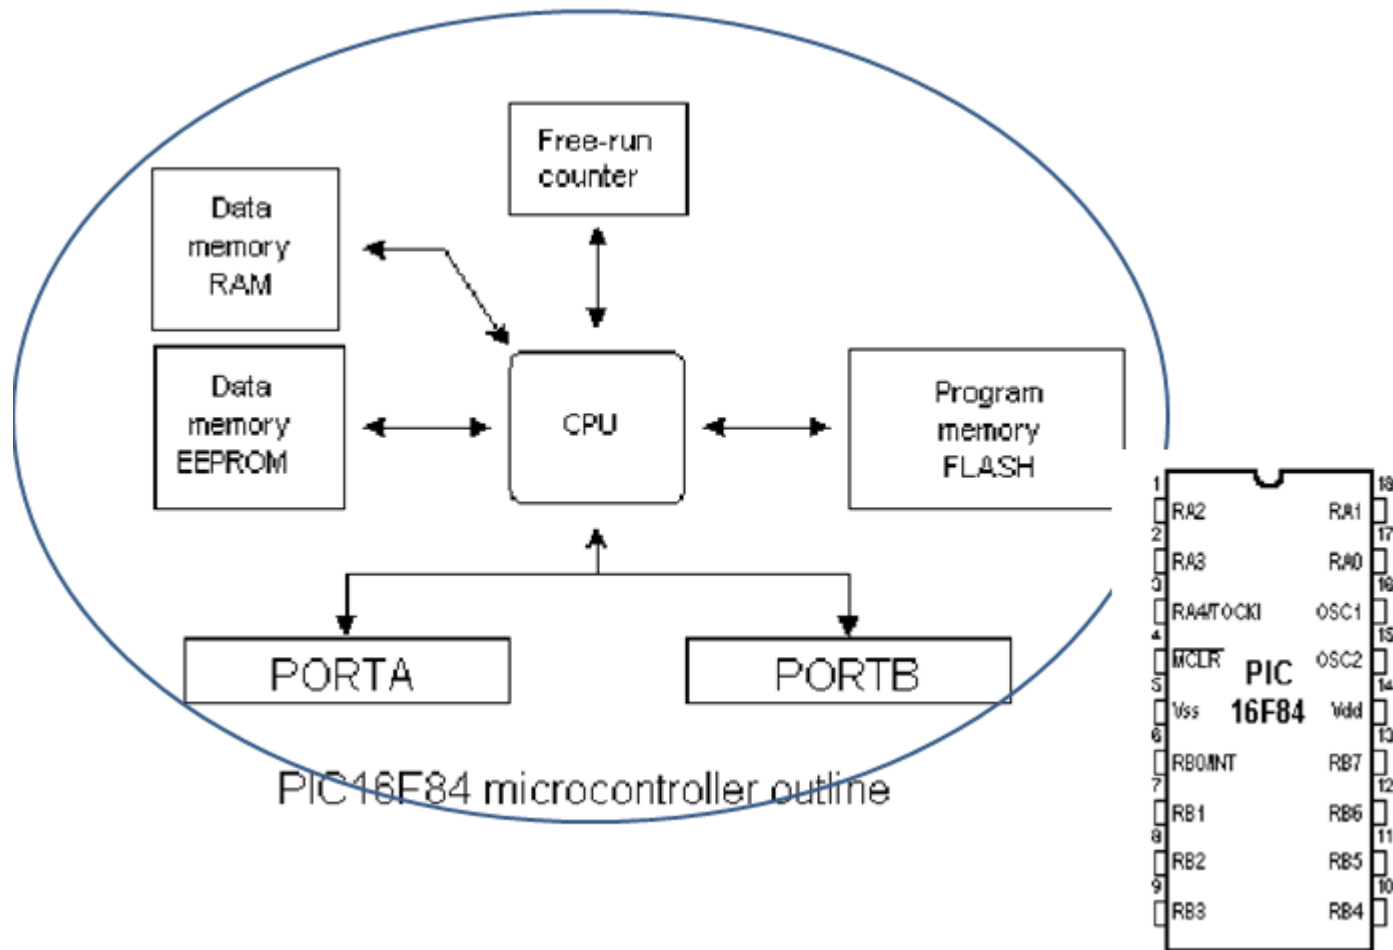 Free-run
counter
Data
memory
RAM
Data
memory
EEPROM
CPU
Program
memory
FLASH
PORTA
PORTB
PIC16F84 microcontroller outline
1
18
RA2
RA1
2
17
RA3
RA0
3
16
RA4/TOCKI
OSC1
4
15
MCLR
OSC2
PIC
5
14
Vss
16F84
Vdd
6
13
RB0/INT
RB7
7
12
RB1
RB6
8
11
RB2
RB5
9
10
RB3
RB4